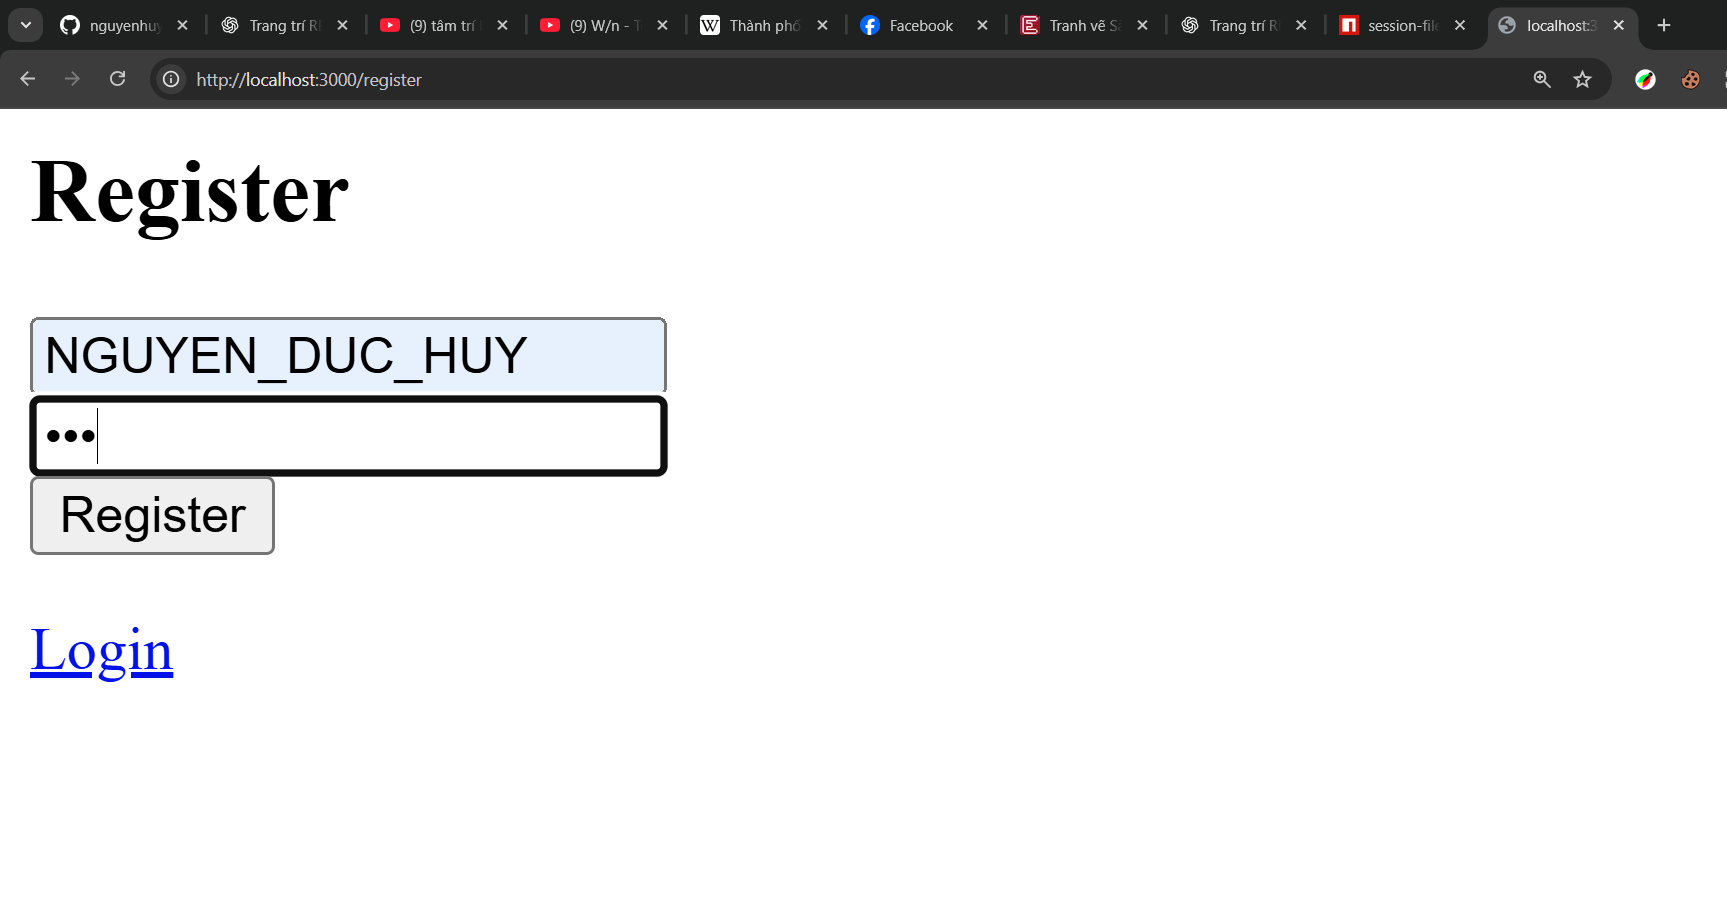 nguyenhuy
Trang trí R
(9) tâm trí
(9) W/n - T
Thành phố
Facebook
Tranh vẽ S
Trang trí R
session-file
localhost:3
http://localhost:3000/register
Register
NGUYEN_DUC_HUY
•••
Register
Login